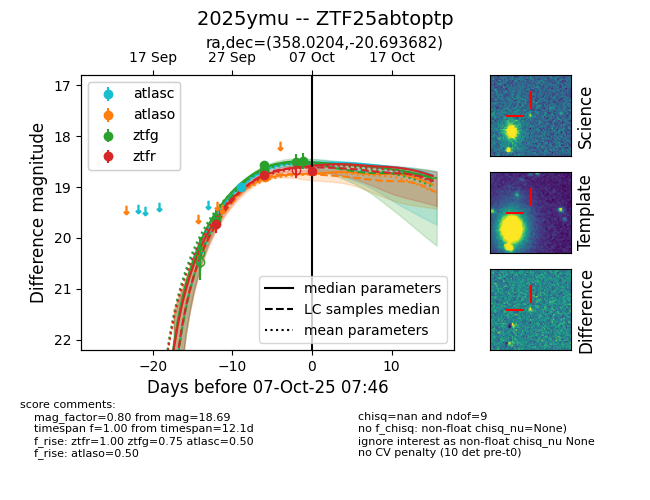 2025ymu -- ZTF25abtoptp
ra,dec=(358.0204,-20.693682)
17 Sep
27 Sep
07 Oct
17 Oct
17
18
19
20
21
22
Difference magnitude
atlasc
atlaso
ztfg
ztfr
median parameters
LC samples median
mean parameters
−20
−10
0
10
Days before 07-Oct-25 07:46
Science
Template
Difference
score comments:
mag_factor=0.80 from mag=18.69
timespan f=1.00 from timespan=12.1d
f_rise: ztfr=1.00 ztfg=0.75 atlasc=0.50
f_rise: atlaso=0.50
chisq=nan and ndof=9
no f_chisq: non-float chisq_nu=None)
ignore interest as non-float chisq_nu None
no CV penalty (10 det pre-t0)